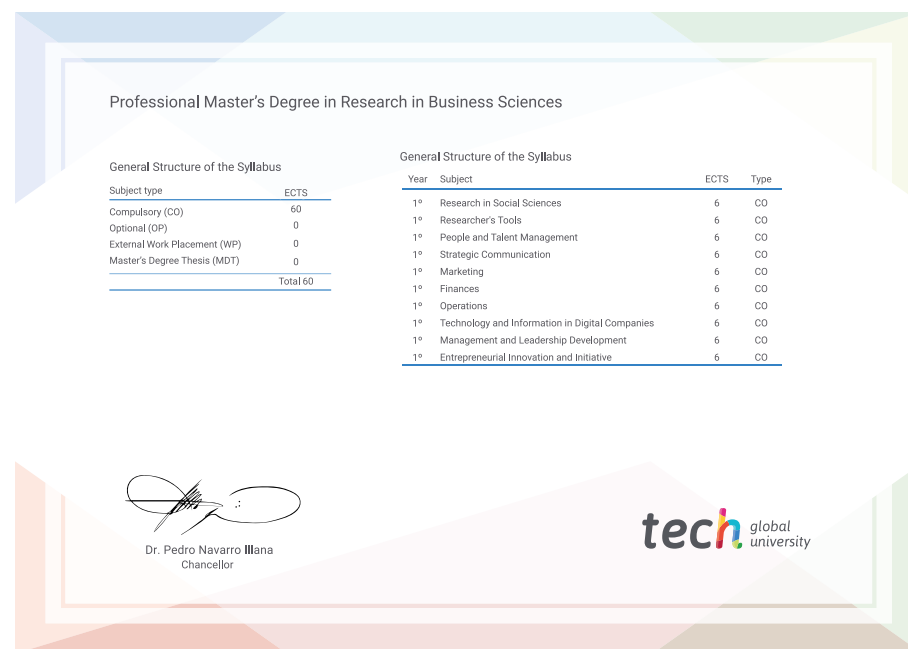 Professional Master's Degree in Research in Business Sciences
General Structure of the Syllabus
Subject type ECTS
Compulsory (CO) 60
Optional (OP) 0
External Work Placement (WP) 0
Master's Degree Thesis (MDT) 0
Total 60
General Structure of the Syllabus
Year Subject ECTS Type
1º Research in Social Sciences 6 CO
1º Researcher's Tools 6 CO
1º People and Talent Management 6 CO
1º Strategic Communication 6 CO
1º Marketing 6 CO
1º Finances 6 CO
1º Operations 6 CO
1º Technology and Information in Digital Companies 6 CO
1º Management and Leadership Development 6 CO
1º Entrepreneurial Innovation and Initiative 6 CO
Dr. Pedro Navarro Illana
Chancellor
tech global
university